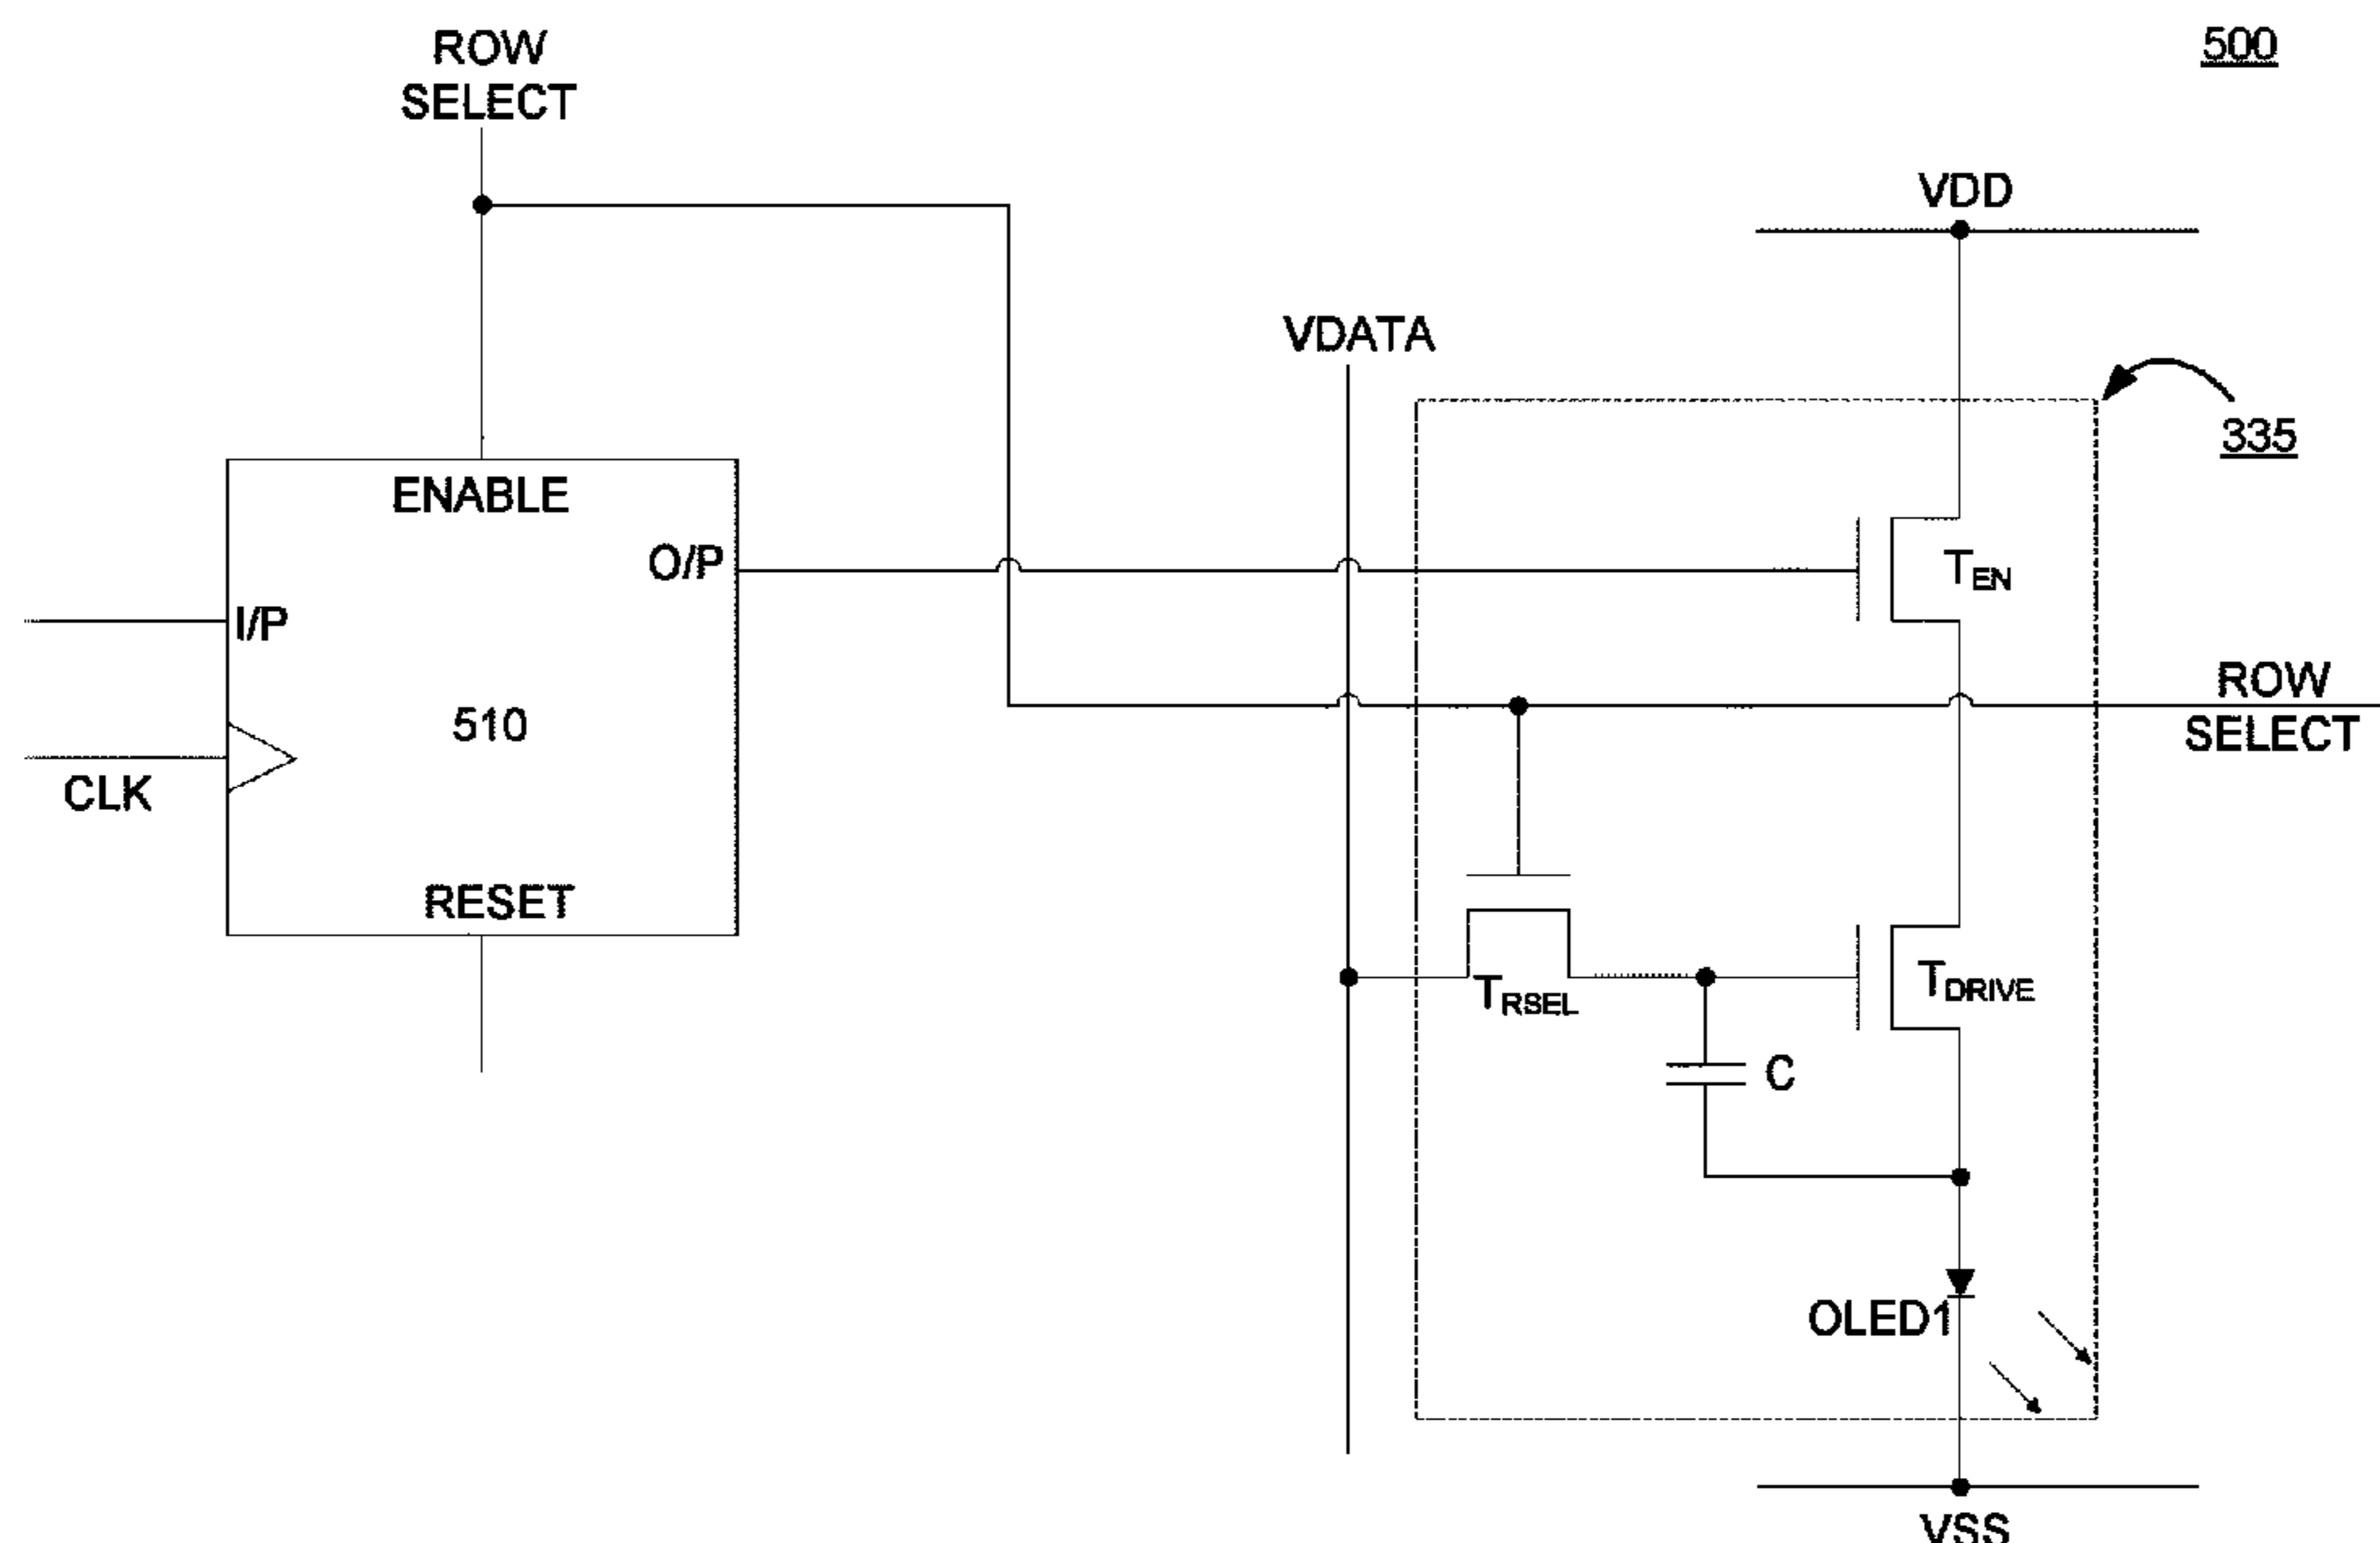 500
ROW
SELECT
VDD
VDATA
335
ENABLE
O/P
TEN
I/P
ROW
SELECT
510
CLK
RESET
TRSEL
TDRIVE
C
OLED1
VSS